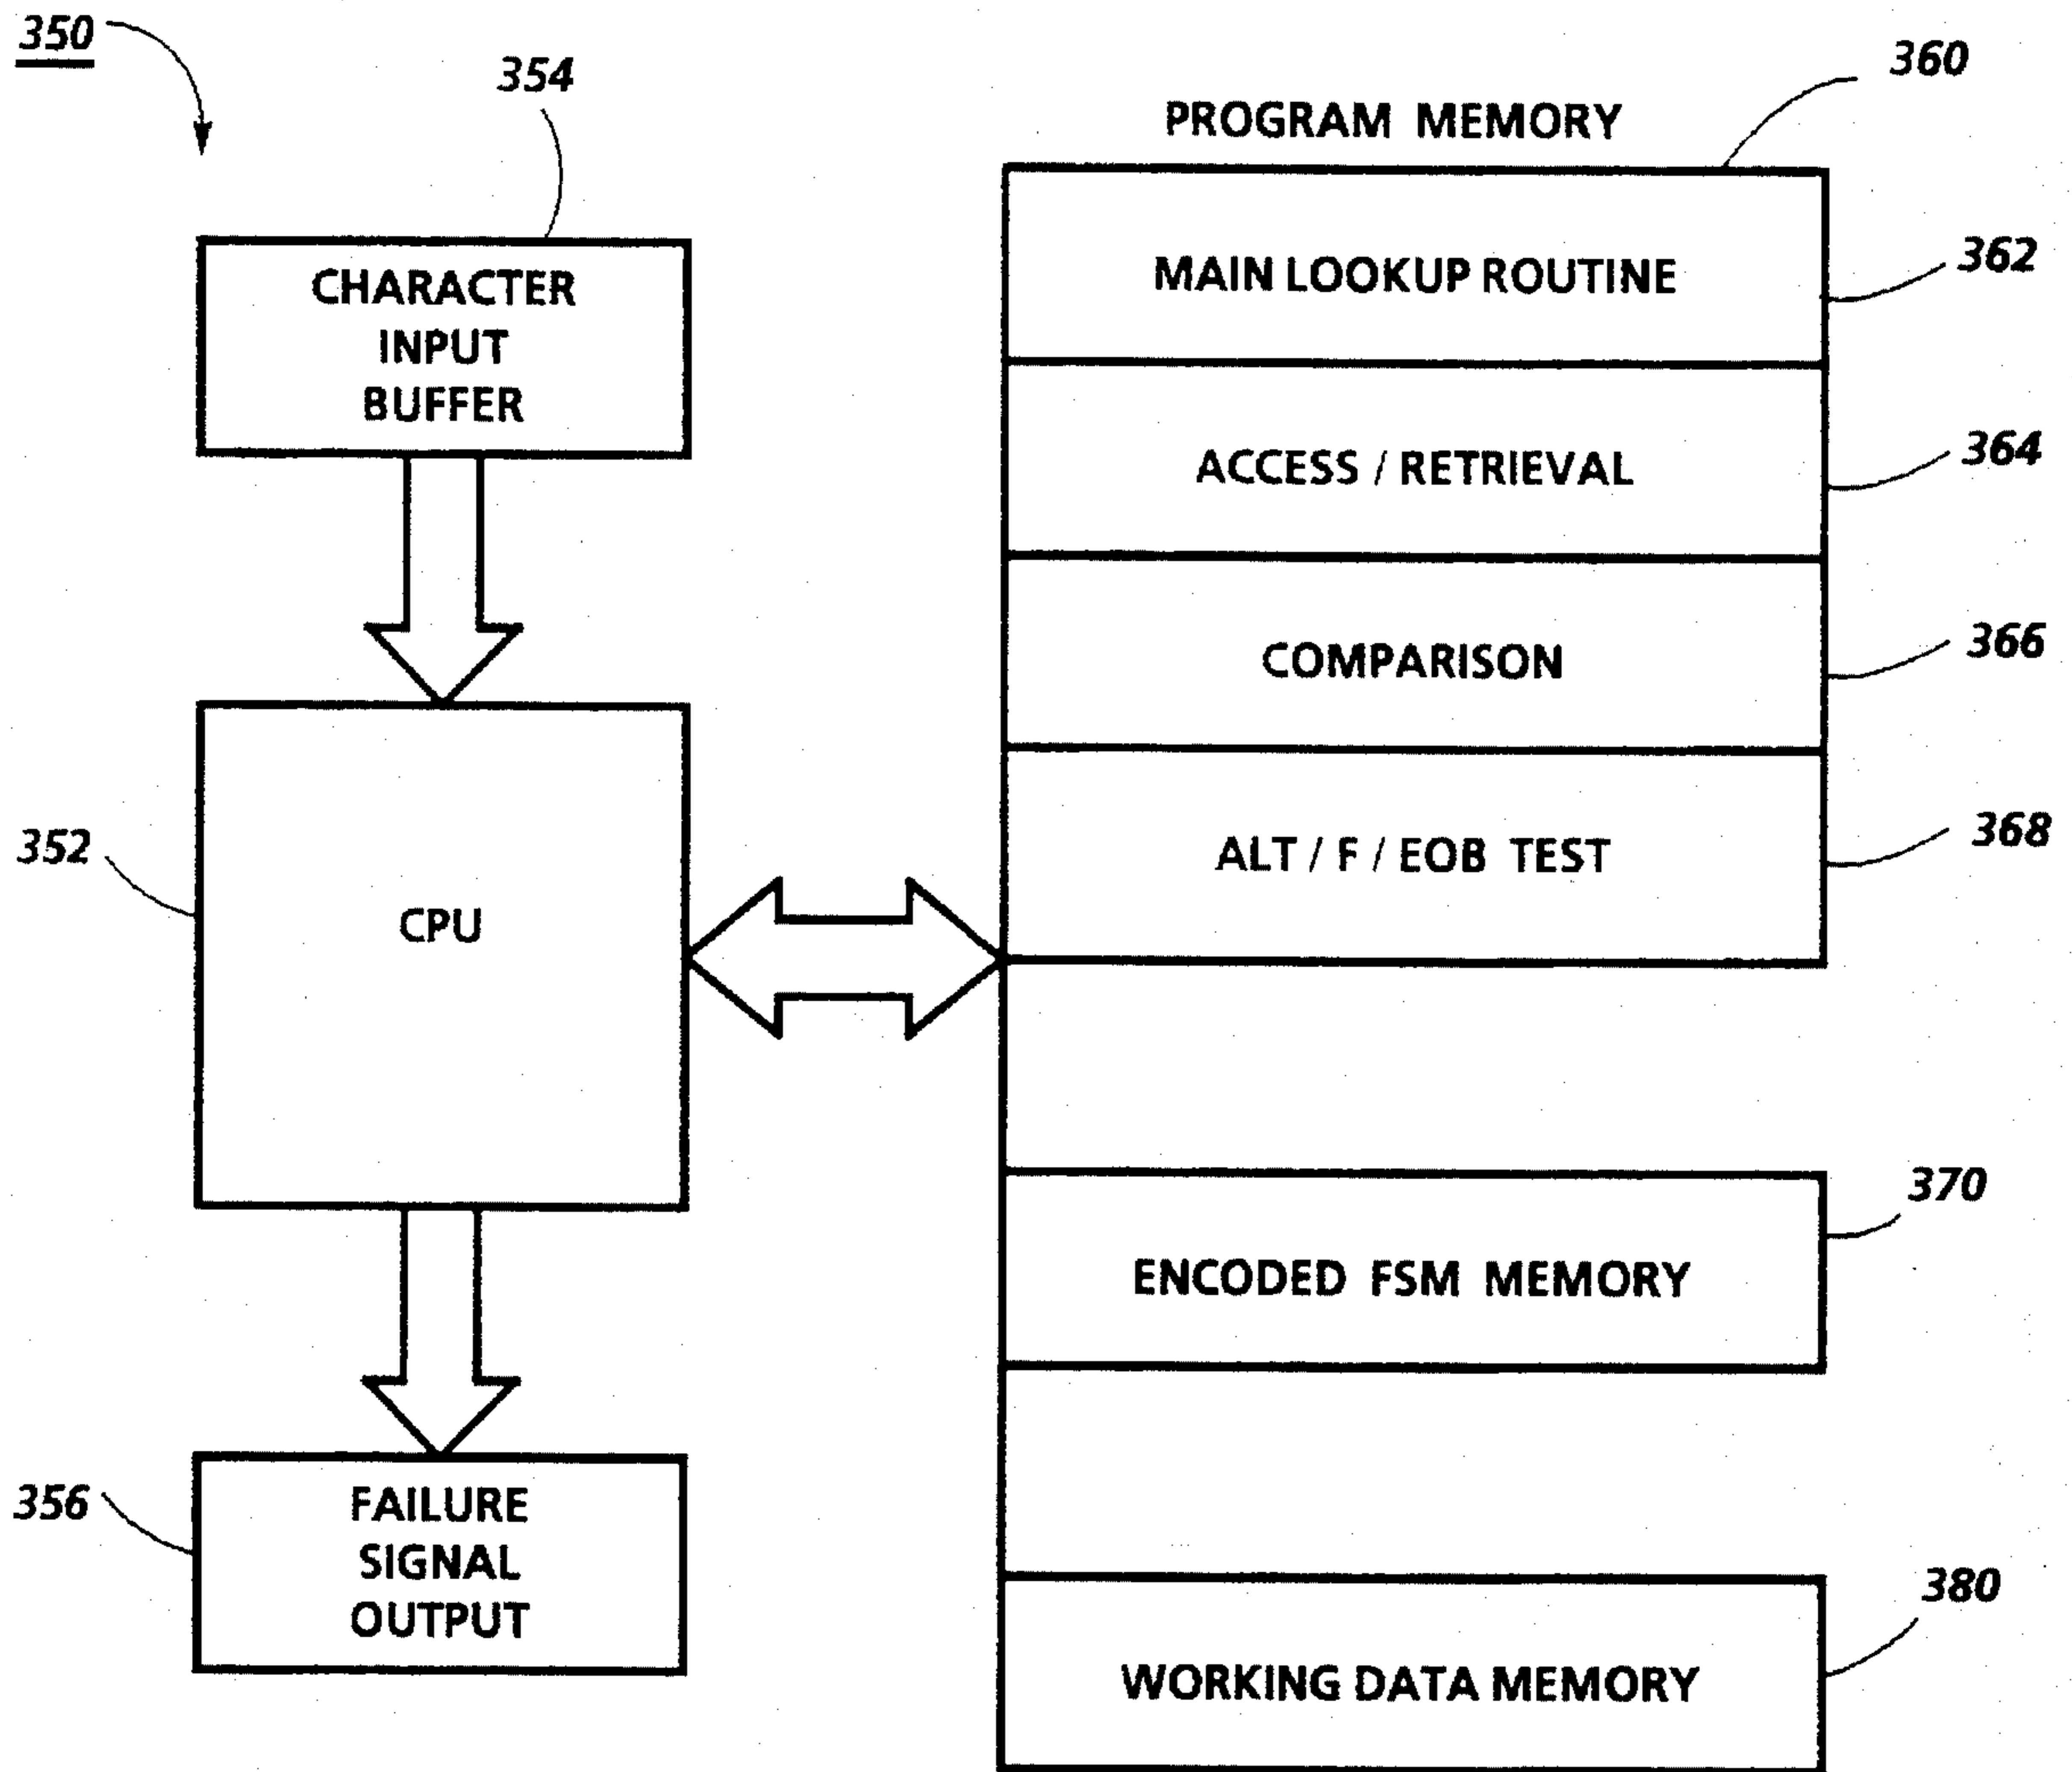 350
354
CHARACTER
INPUT
BUFFER
352
CPU
356
FAILURE
SIGNAL
OUTPUT
360
PROGRAM MEMORY
MAIN LOOKUP ROUTINE
362
ACCESS / RETRIEVAL
364
COMPARISON
366
ALT / F / EOB TEST
368
370
ENCODED FSM MEMORY
380
WORKING DATA MEMORY